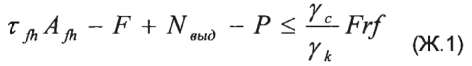 τ_fh A_fh − F + N_выд − P ≤ γ_c / γ_k Frf (Ж.1)